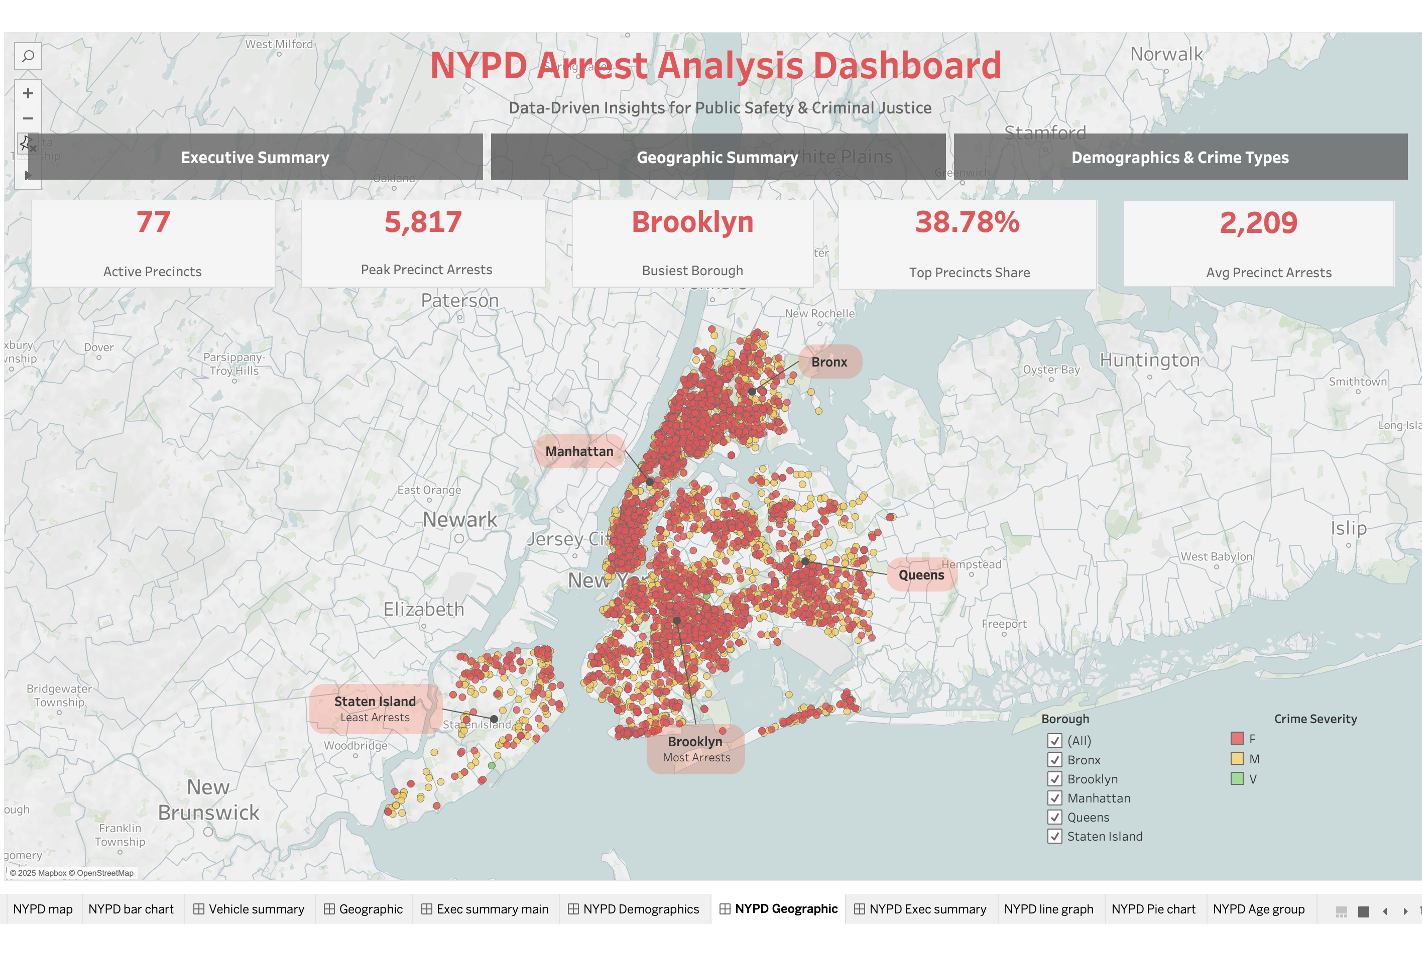 West Milford
Norwalk
NYPD Arrest Analysis Dashboard
Data-Driven Insights for Public Safety & Criminal Justice
Stamford
Executive Summary
Geographic Summary
White Plains
Demographics & Crime Types
Oakland
Greenwich
77
5,817
Brooklyn
38.78%
2,209
Active Precincts
Peak Precinct Arrests
Busiest Borough
Top Precincts Share
Avg Precinct Arrests
Paterson
New Rochelle
Dover
Parsippany-
Troy Hills
Bronx
Oyster Bay
Huntington
Smithtown
Manhattan
East Orange
Newark
Jersey Cit
Islip
West Babylon
New Y
Queens
Hempstead
Elizabeth
Freeport
Bridgewater
Township
Staten Island
Least Arrests
Staten Island
Woodbridge
Brooklyn
Most Arrests
New
Brunswick
Franklin
Township
Borough
(All)
Bronx
Brooklyn
Manhattan
Queens
Staten Island
Crime Severity
F
M
V
© 2025 Mapbox © OpenStreetMap
NYPD map
NYPD bar chart
Vehicle summary
Geographic
Exec summary main
NYPD Demographics
NYPD Geographic
NYPD Exec summary
NYPD line graph
NYPD Pie chart
NYPD Age group